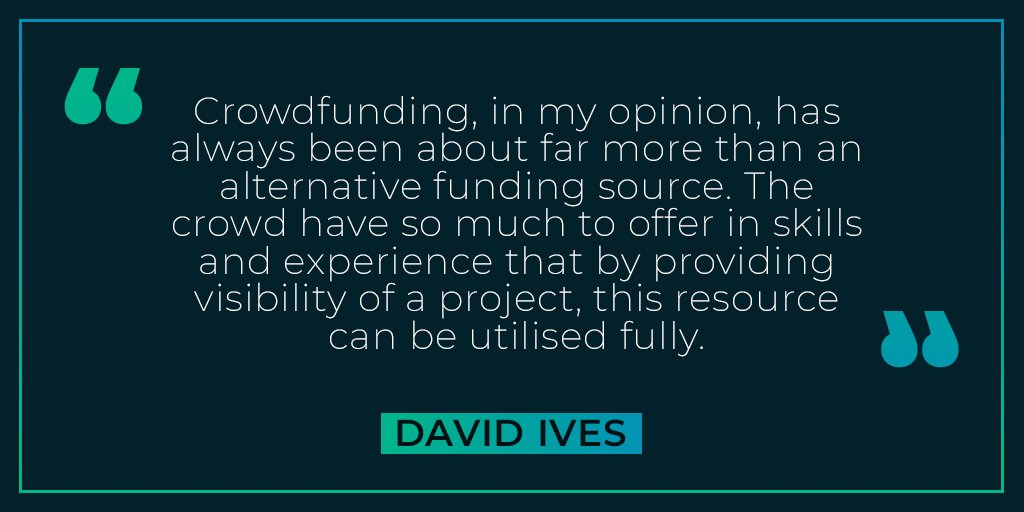 Crowdfunding, in my opinion, has
always been about far more than an
alternative funding source. The
crowd have so much to offer in skills
and experience that by providing
visibility of a project, this resource
can be utilised fully.
DAVID IVES